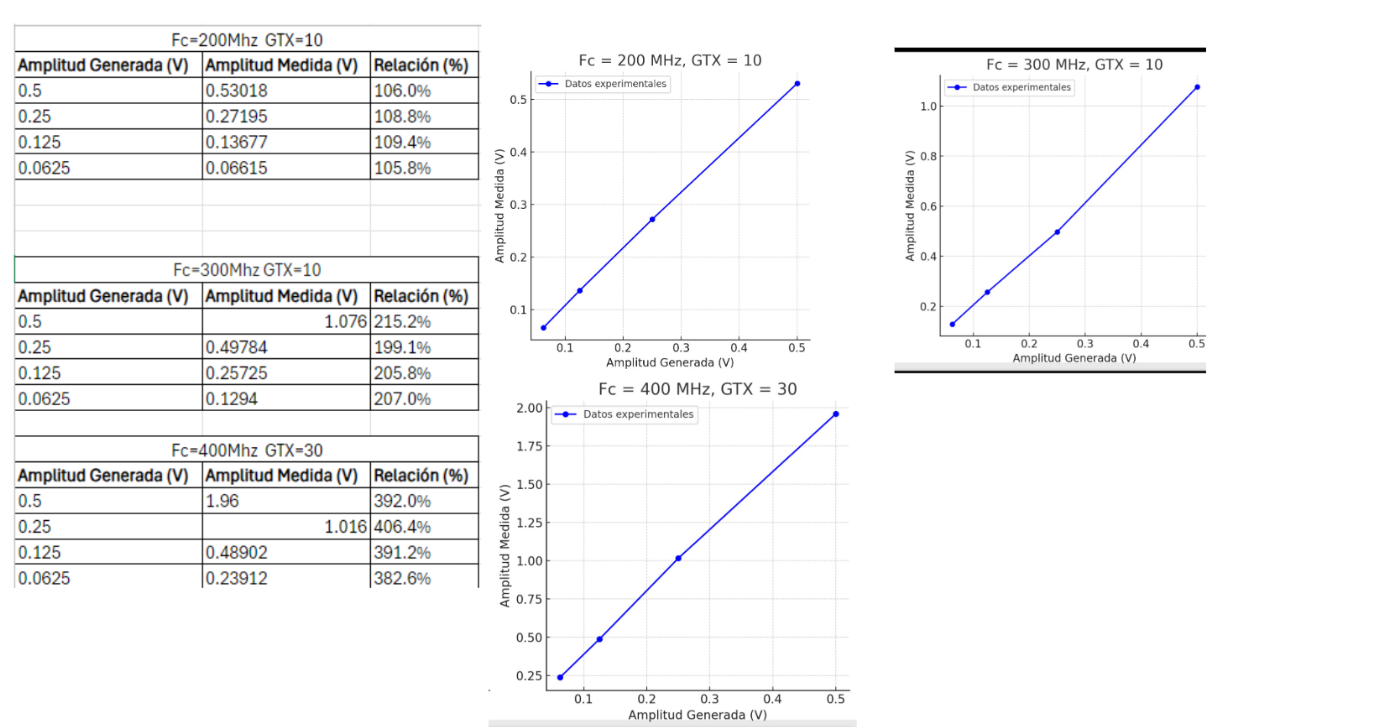 Fc=200Mhz GTX=10
Amplitud Generada (V) Amplitud Medida (V) Relación (%)
0.5 0.53018 106.0%
0.25 0.27195 108.8%
0.125 0.13677 109.4%
0.0625 0.06615 105.8%
Fc=300Mhz GTX=10
Amplitud Generada (V) Amplitud Medida (V) Relación (%)
0.5 1.076 215.2%
0.25 0.49784 199.1%
0.125 0.25725 205.8%
0.0625 0.1294 207.0%
Fc=400Mhz GTX=30
Amplitud Generada (V) Amplitud Medida (V) Relación (%)
0.5 1.96 392.0%
0.25 1.016 406.4%
0.125 0.48902 391.2%
0.0625 0.23912 382.6%
Fc = 200 MHz, GTX = 10
Datos experimentales
0.5
0.4
0.3
0.2
0.1
Amplitud Medida (V)
0.1 0.2 0.3 0.4 0.5
Amplitud Generada (V)
Fc = 300 MHz, GTX = 10
Datos experimentales
1.0
0.8
0.6
0.4
0.2
Amplitud Medida (V)
0.1 0.2 0.3 0.4 0.5
Amplitud Generada (V)
Fc = 400 MHz, GTX = 30
Datos experimentales
2.00
1.75
1.50
1.25
1.00
0.75
0.50
0.25
Amplitud Medida (V)
0.1 0.2 0.3 0.4 0.5
Amplitud Generada (V)